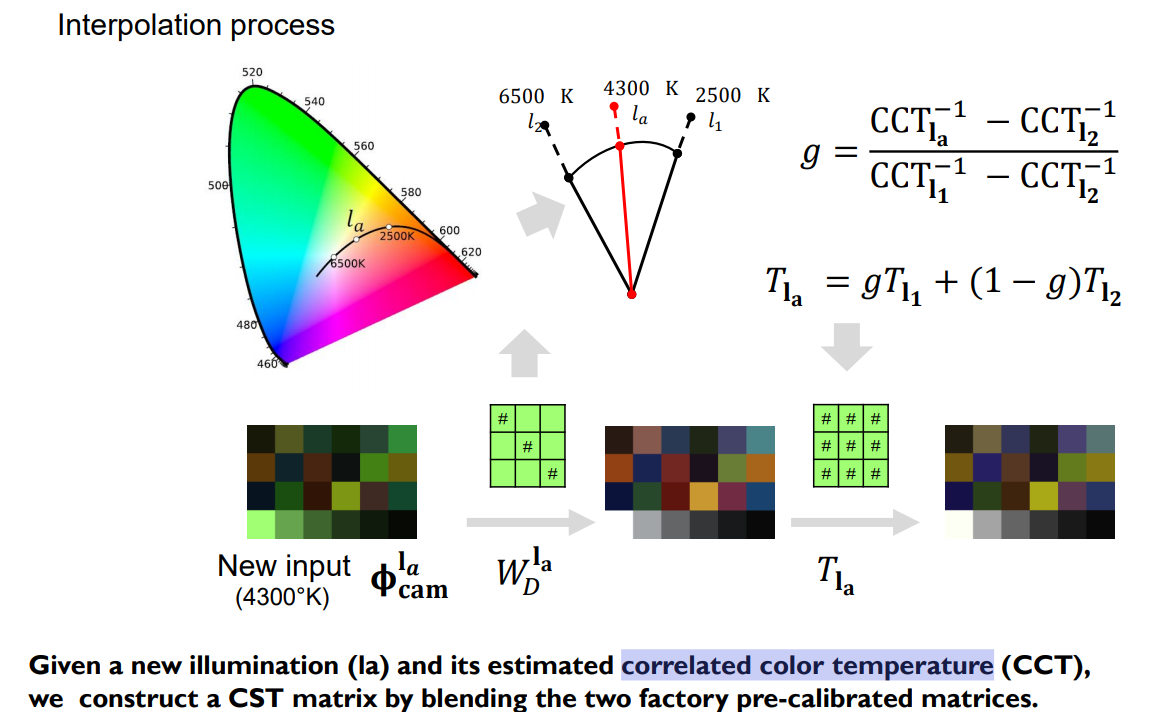 Interpolation process
520
540
560
500
580
l_a
600
2500K
620
6500K
480
460
6500 K
4300 K
2500 K
l_2
l_a
l_1
g = (CCT_{l_a}^{-1} − CCT_{l_2}^{-1}) / (CCT_{l_1}^{-1} − CCT_{l_2}^{-1})
T_{l_a} = gT_{l_1} + (1 − g)T_{l_2}
#
#
#
# # #
# # #
# # #
New input
(4300°K)
ϕ_{cam}^{l_a}
W_D^{l_a}
T_{l_a}
Given a new illumination (la) and its estimated correlated color temperature (CCT),
we construct a CST matrix by blending the two factory pre-calibrated matrices.